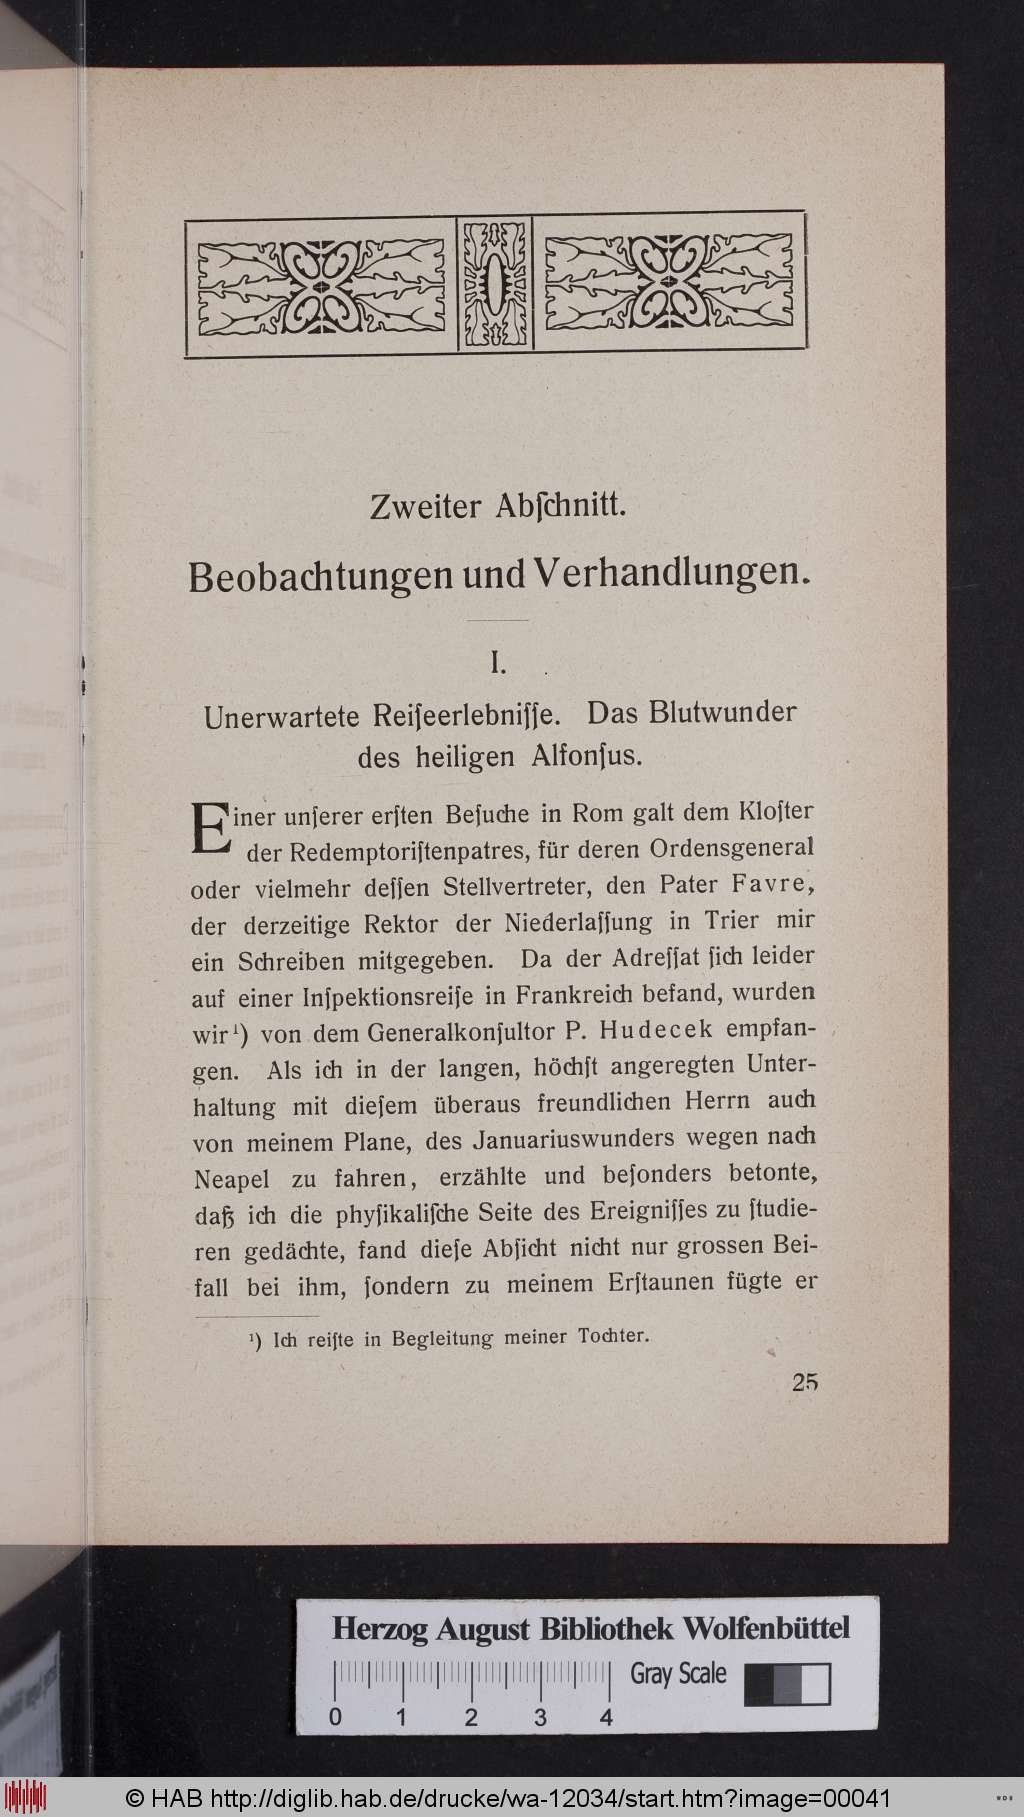 Zweiter Abſchnitt.
Beobachtungen und Verhandlungen.
I.
Unerwartete Reiſeerlebniſſe. Das Blutwunder
des heiligen Alfonſus.
Einer unſerer erſten Beſuche in Rom galt dem Kloſter
der Redemptoriſtenpatres, für deren Ordensgeneral
oder vielmehr deſſen Stellvertreter, den Pater Favre,
der derzeitige Rektor der Niederlaſſung in Trier mir
ein Schreiben mitgegeben. Da der Adreſſat ſich leider
auf einer Inſpektionsreiſe in Frankreich befand, wurden
wir¹) von dem Generalkonſultor P. Hudecek empfan-
gen. Als ich in der langen, höchſt angeregten Unter-
haltung mit dieſem überaus freundlichen Herrn auch
von meinem Plane, des Januariuswunders wegen nach
Neapel zu fahren, erzählte und beſonders betonte,
daß ich die phyſikaliſche Seite des Ereigniſſes zu ſtudie-
ren gedächte, fand dieſe Abſicht nicht nur grossen Bei-
fall bei ihm, ſondern zu meinem Erſtaunen fügte er
¹) Ich reiſte in Begleitung meiner Tochter.
25
Herzog August Bibliothek Wolfenbüttel
Gray Scale
0 1 2 3 4
© HAB http://diglib.hab.de/drucke/wa-12034/start.htm?image=00041